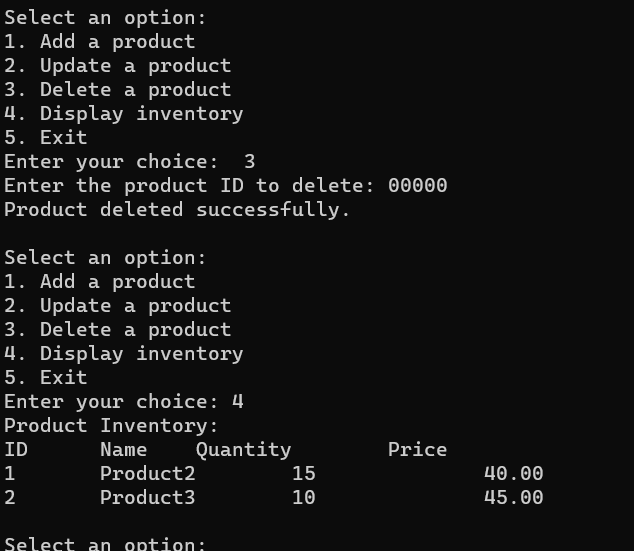 Select an option:
1. Add a product
2. Update a product
3. Delete a product
4. Display inventory
5. Exit
Enter your choice:  3
Enter the product ID to delete: 00000
Product deleted successfully.

Select an option:
1. Add a product
2. Update a product
3. Delete a product
4. Display inventory
5. Exit
Enter your choice: 4
Product Inventory:
ID      Name    Quantity        Price
1       Product2        15              40.00
2       Product3        10              45.00

Select an option: